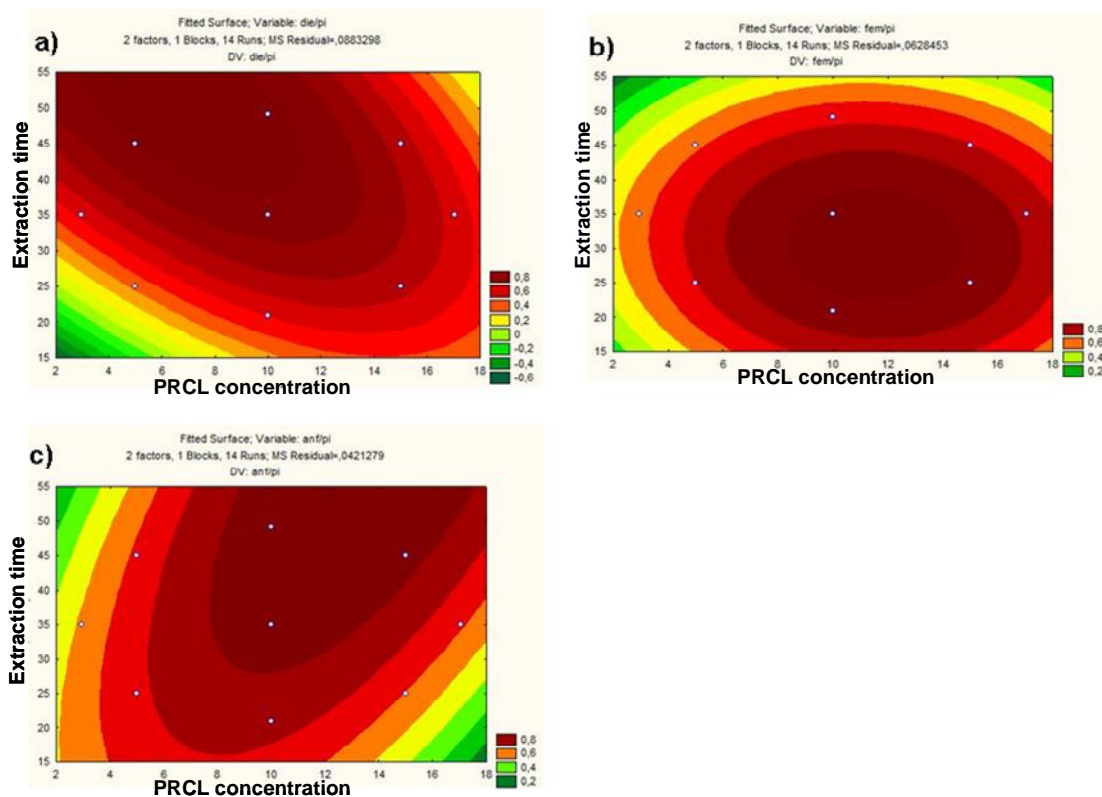 a)
Fitted Surface; Variable: die/pi
2 factors, 1 Blocks, 14 Runs; MS Residual=,0883298
DV: die/pi
Extraction time
55
50
45
40
35
30
25
20
15
2 4 6 8 10 12 14 16 18
PRCL concentration
0,8
0,6
0,4
0,2
0
-0,2
-0,4
-0,6
b)
Fitted Surface; Variable: fem/pi
2 factors, 1 Blocks, 14 Runs; MS Residual=,0628453
DV: fem/pi
Extraction time
55
50
45
40
35
30
25
20
15
2 4 6 8 10 12 14 16 18
PRCL concentration
0,8
0,6
0,4
0,2
c)
Fitted Surface; Variable: anf/pi
2 factors, 1 Blocks, 14 Runs; MS Residual=,0421279
DV: anf/pi
Extraction time
55
50
45
40
35
30
25
20
15
2 4 6 8 10 12 14 16 18
PRCL concentration
0,8
0,6
0,4
0,2